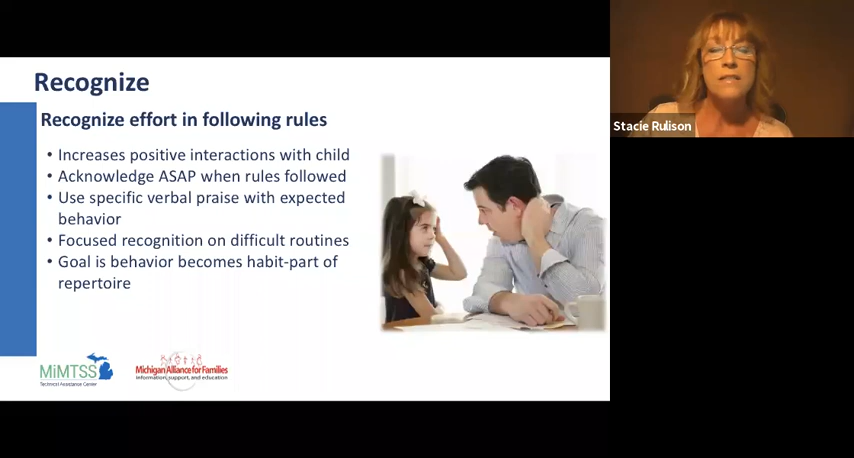 Recognize
Recognize effort in following rules
• Increases positive interactions with child
• Acknowledge ASAP when rules followed
• Use specific verbal praise with expected
behavior
• Focused recognition on difficult routines
• Goal is behavior becomes habit-part of
repertoire
MiMTSS
Technical Assistance Center
Michigan Alliance for Families
information, support, and education
Stacie Rulison